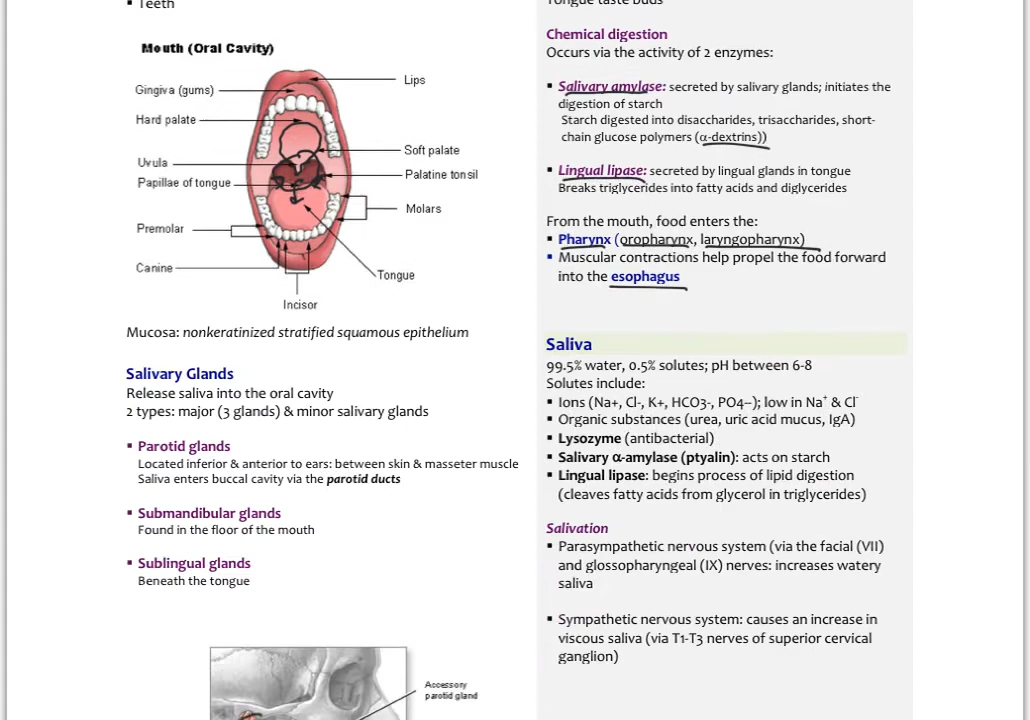 ▪ Teeth
Mouth (Oral Cavity)
Lips
Gingiva (gums)
Hard palate
Soft palate
Uvula
Palatine tonsil
Papillae of tongue
Molars
Premolar
Canine
Tongue
Incisor
Mucosa: nonkeratinized stratified squamous epithelium
Salivary Glands
Release saliva into the oral cavity
2 types: major (3 glands) & minor salivary glands
▪ Parotid glands
Located inferior & anterior to ears: between skin & masseter muscle
Saliva enters buccal cavity via the parotid ducts
▪ Submandibular glands
Found in the floor of the mouth
▪ Sublingual glands
Beneath the tongue
Accessory
parotid gland
Tongue taste buds
Chemical digestion
Occurs via the activity of 2 enzymes:
▪ Salivary amylase: secreted by salivary glands; initiates the
digestion of starch
Starch digested into disaccharides, trisaccharides, short-
chain glucose polymers (α-dextrins))
▪ Lingual lipase: secreted by lingual glands in tongue
Breaks triglycerides into fatty acids and diglycerides
From the mouth, food enters the:
▪ Pharynx (oropharynx, laryngopharynx)
▪ Muscular contractions help propel the food forward
into the esophagus
Saliva
99.5% water, 0.5% solutes; pH between 6-8
Solutes include:
▪ Ions (Na+, Cl-, K+, HCO3-, PO4--); low in Na⁺ & Cl⁻
▪ Organic substances (urea, uric acid mucus, IgA)
▪ Lysozyme (antibacterial)
▪ Salivary α-amylase (ptyalin): acts on starch
▪ Lingual lipase: begins process of lipid digestion
(cleaves fatty acids from glycerol in triglycerides)
Salivation
▪ Parasympathetic nervous system (via the facial (VII)
and glossopharyngeal (IX) nerves: increases watery
saliva
▪ Sympathetic nervous system: causes an increase in
viscous saliva (via T1-T3 nerves of superior cervical
ganglion)